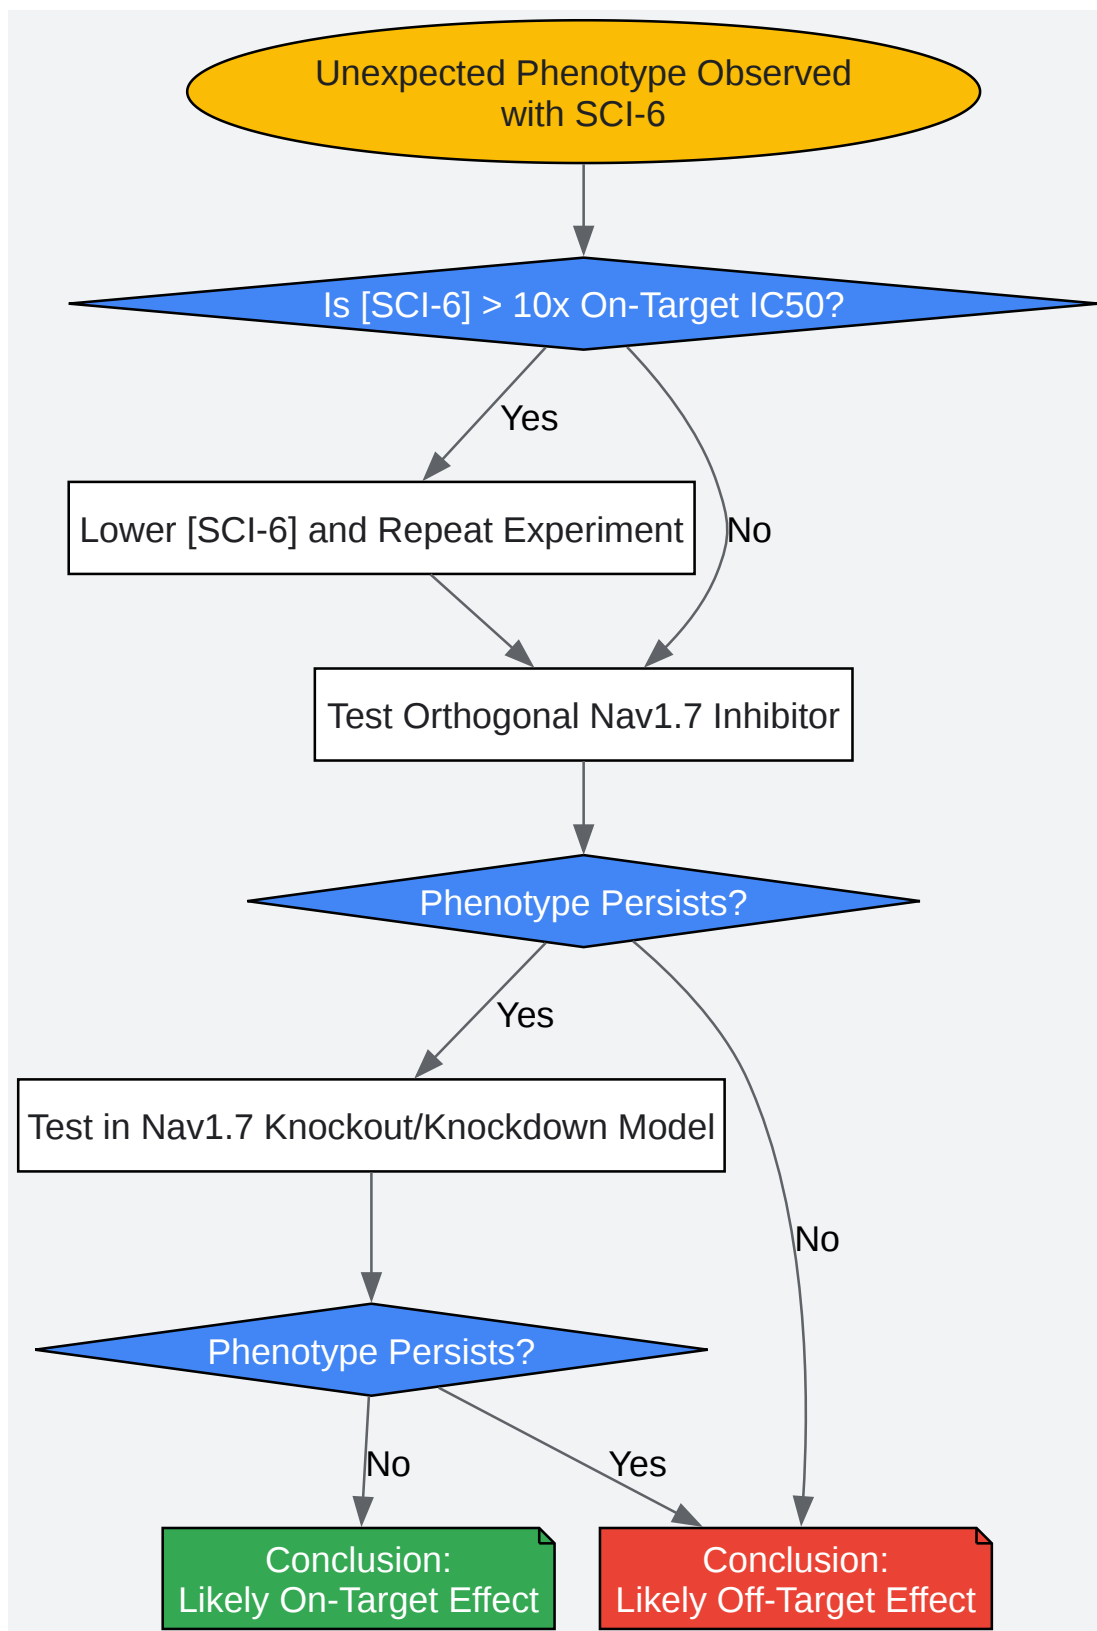 Unexpected Phenotype Observed
with SCI-6
Is [SCI-6] > 10x On-Target IC50?
Yes
No
Lower [SCI-6] and Repeat Experiment
Test Orthogonal Nav1.7 Inhibitor
Phenotype Persists?
Yes
No
Test in Nav1.7 Knockout/Knockdown Model
Phenotype Persists?
No
Yes
Conclusion:
Likely On-Target Effect
Conclusion:
Likely Off-Target Effect